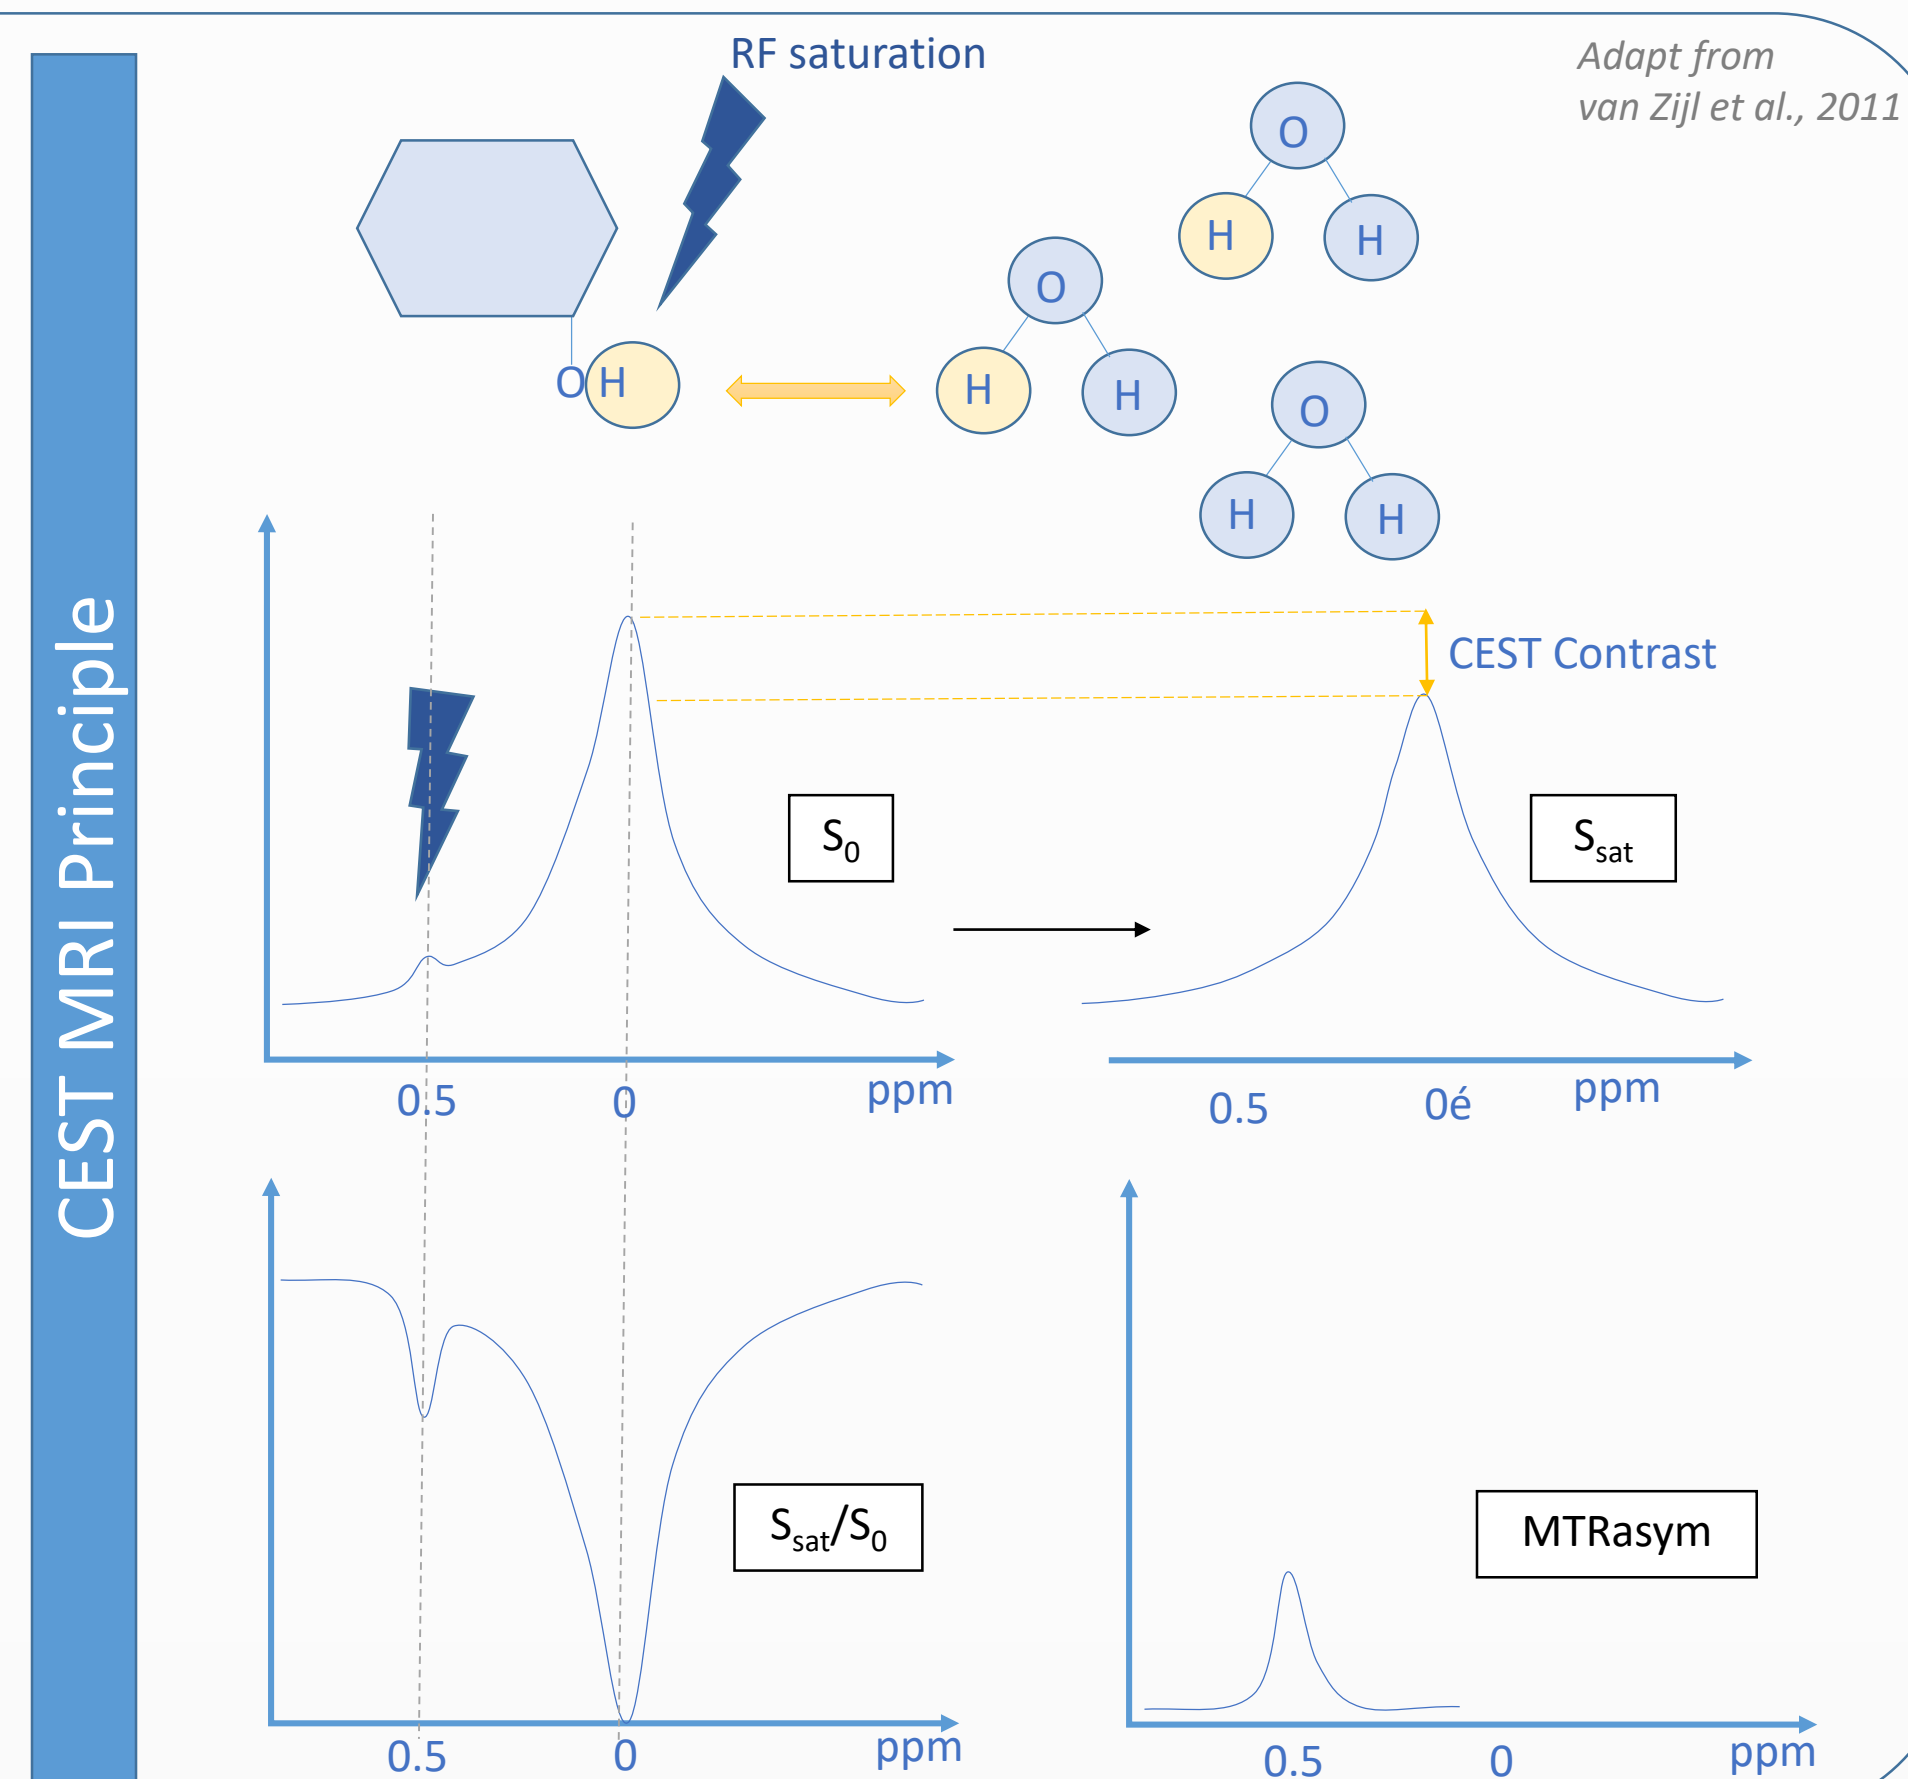 CEST MRI Principle
RF saturation
Adapt from
van Zijl et al., 2011
O
H
H
O
H
H
OH
O
H
H
CEST Contrast
S0
Ssat
0.5
0
ppm
0.5
0é
ppm
Ssat/S0
MTRasym
0.5
0
ppm
0.5
0
ppm